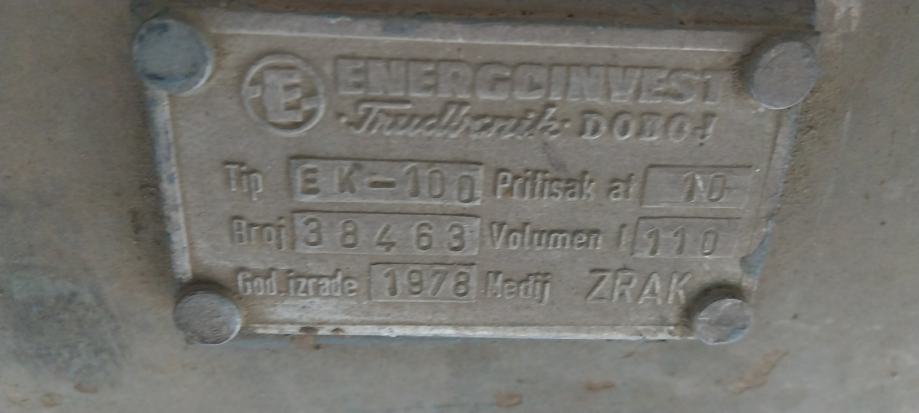 E ENERGOINVEST
"Trudbenik" DOBOJ
Tip EK-100 Pritisak at 10
Broj 38463 Volumen l 110
God. izrade 1978 Medij ZRAK